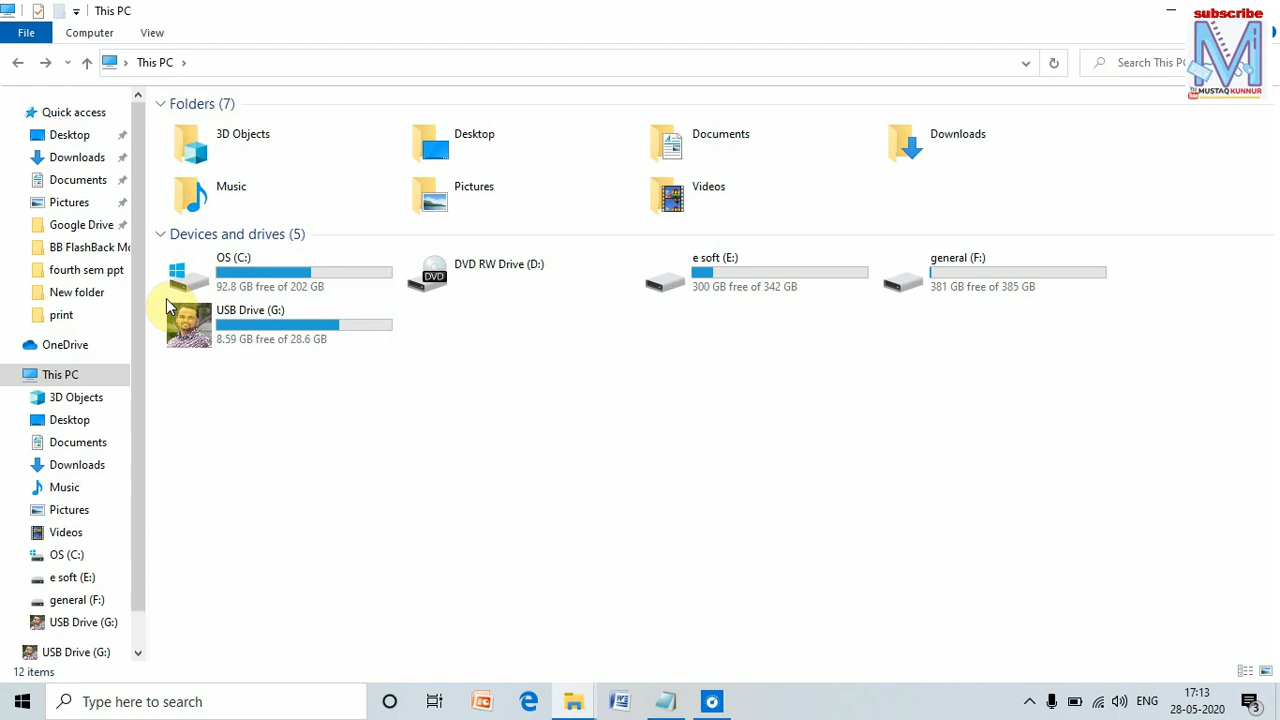 This PC
subscribe
File Computer View
This PC
Search This PC
M
MUSTAQ KUNNUR
Quick access
Desktop
Downloads
Documents
Pictures
Google Drive
BB FlashBack Mo
fourth sem ppt
New folder
print
OneDrive
This PC
3D Objects
Desktop
Documents
Downloads
Music
Pictures
Videos
OS (C:)
e soft (E:)
general (F:)
USB Drive (G:)
USB Drive (G:)
Folders (7)
3D Objects
Desktop
Documents
Downloads
Music
Pictures
Videos
Devices and drives (5)
OS (C:)
92.8 GB free of 202 GB
DVD RW Drive (D:)
DVD
e soft (E:)
300 GB free of 342 GB
general (F:)
381 GB free of 385 GB
USB Drive (G:)
8.59 GB free of 28.6 GB
12 items
Type here to search
ENG
17:13
28-05-2020
3